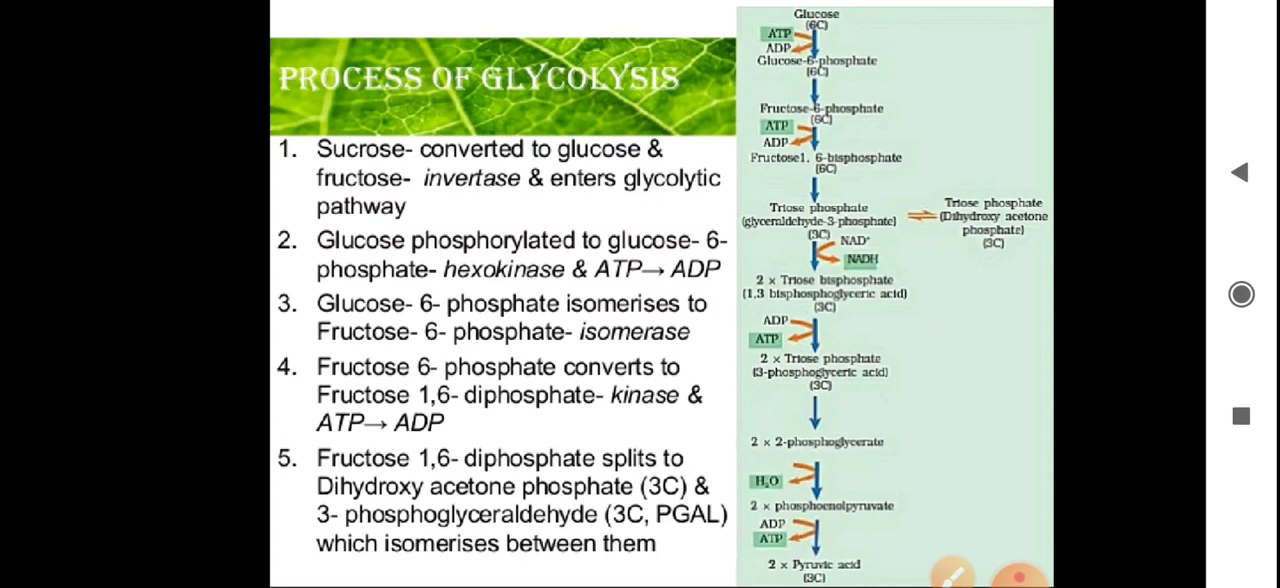 PROCESS OF GLYCOLYSIS
1. Sucrose- converted to glucose &
fructose- invertase & enters glycolytic
pathway
2. Glucose phosphorylated to glucose- 6-
phosphate- hexokinase & ATP→ ADP
3. Glucose- 6- phosphate isomerises to
Fructose- 6- phosphate- isomerase
4. Fructose 6- phosphate converts to
Fructose 1,6- diphosphate- kinase &
ATP→ ADP
5. Fructose 1,6- diphosphate splits to
Dihydroxy acetone phosphate (3C) &
3- phosphoglyceraldehyde (3C, PGAL)
which isomerises between them
Glucose
(6C)
ATP
ADP
Glucose-6-phosphate
(6C)
Fructose-6-phosphate
(6C)
ATP
ADP
Fructose1, 6-bisphosphate
(6C)
Triose phosphate
(glyceraldehyde-3-phosphate)
(3C)
Triose phosphate
(Dihydroxy acetone
phosphate)
(3C)
NAD⁺
NADH
2 × Triose bisphosphate
(1,3 bisphosphoglyceric acid)
(3C)
ADP
ATP
2 × Triose phosphate
(3-phosphoglyceric acid)
(3C)
2 × 2-phosphoglycerate
H₂O
2 × phosphoenolpyruvate
ADP
ATP
2 × Pyruvic acid
(3C)